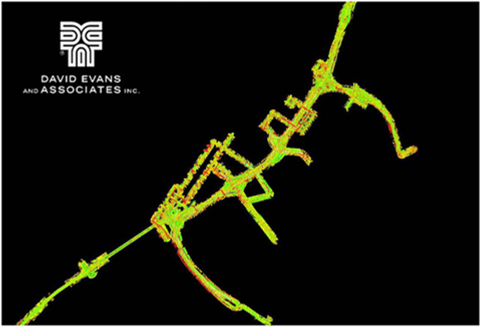 DAVID EVANS
AND ASSOCIATES INC.